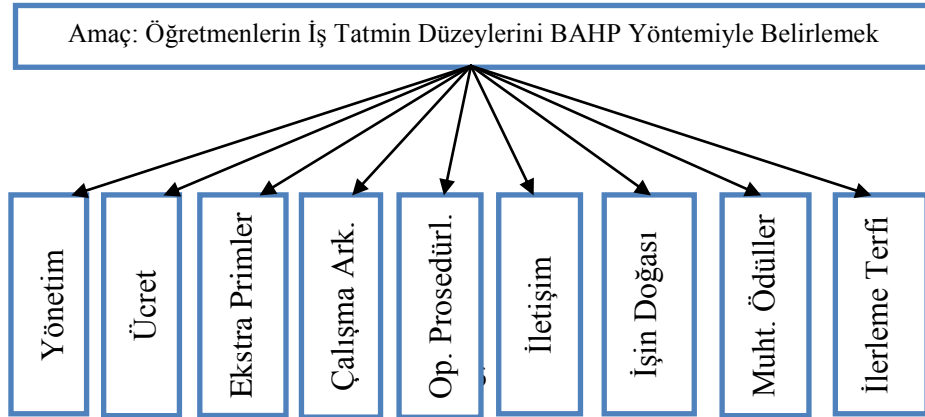 Amaç: Öğretmenlerin İş Tatmin Düzeylerini BAHP Yöntemiyle Belirlemek
Yönetim
Ücret
Ekstra Primler
Çalışma Ark.
Op. Prosedürl.
İletişim
İşin Doğası
Muht. Ödüller
İlerleme Terfi